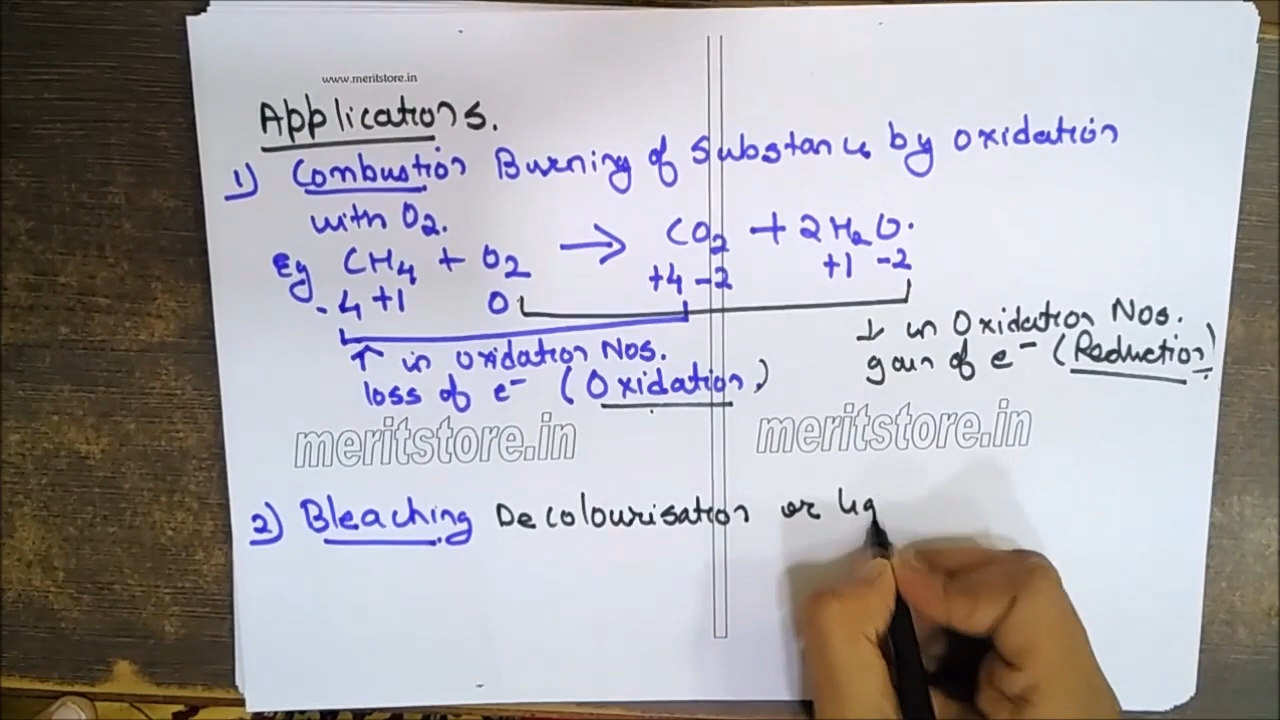 www.meritstore.in
Applications.
1) Combustion Burning of Substance by oxidation
with O2.
Eg CH4 + O2 → CO2 + 2H2O.
-4 +1 0 +4 -2 +1 -2
↑ in oxidation Nos.
loss of e⁻ (Oxidation)
↓ in Oxidation Nos.
gain of e⁻ (Reduction)
meritstore.in meritstore.in
2) Bleaching Decolourisation or lig